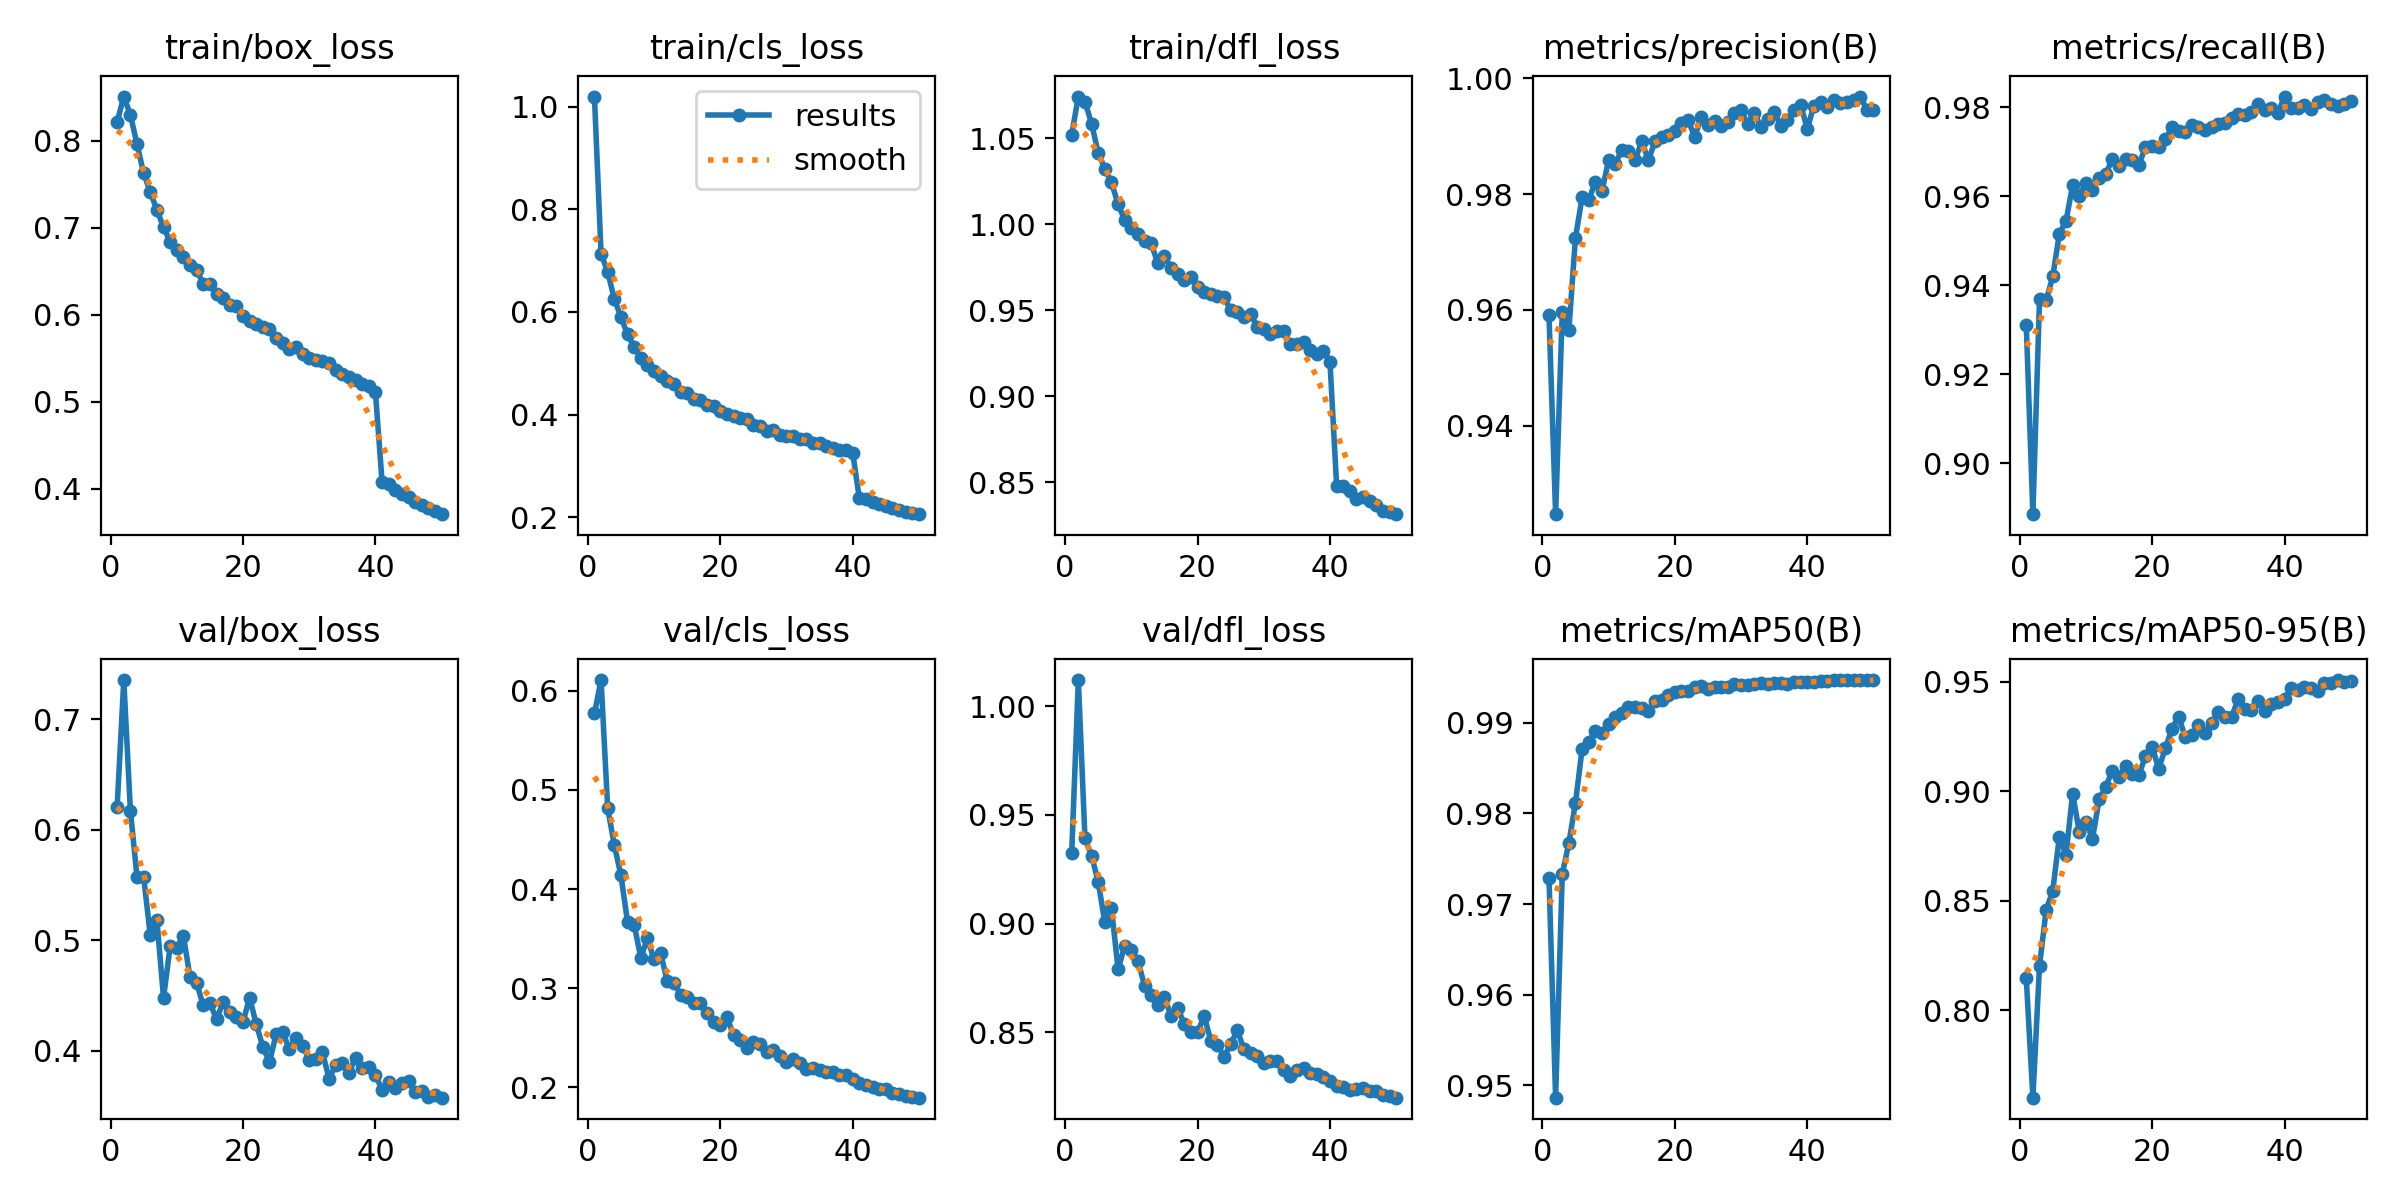 train/box_loss
0.8
0.7
0.6
0.5
0.4
0 20 40
train/cls_loss
results
smooth
1.0
0.8
0.6
0.4
0.2
0 20 40
train/dfl_loss
1.05
1.00
0.95
0.90
0.85
0 20 40
metrics/precision(B)
1.00
0.98
0.96
0.94
0 20 40
metrics/recall(B)
0.98
0.96
0.94
0.92
0.90
0 20 40
val/box_loss
0.7
0.6
0.5
0.4
0 20 40
val/cls_loss
0.6
0.5
0.4
0.3
0.2
0 20 40
val/dfl_loss
1.00
0.95
0.90
0.85
0 20 40
metrics/mAP50(B)
0.99
0.98
0.97
0.96
0.95
0 20 40
metrics/mAP50-95(B)
0.95
0.90
0.85
0.80
0 20 40